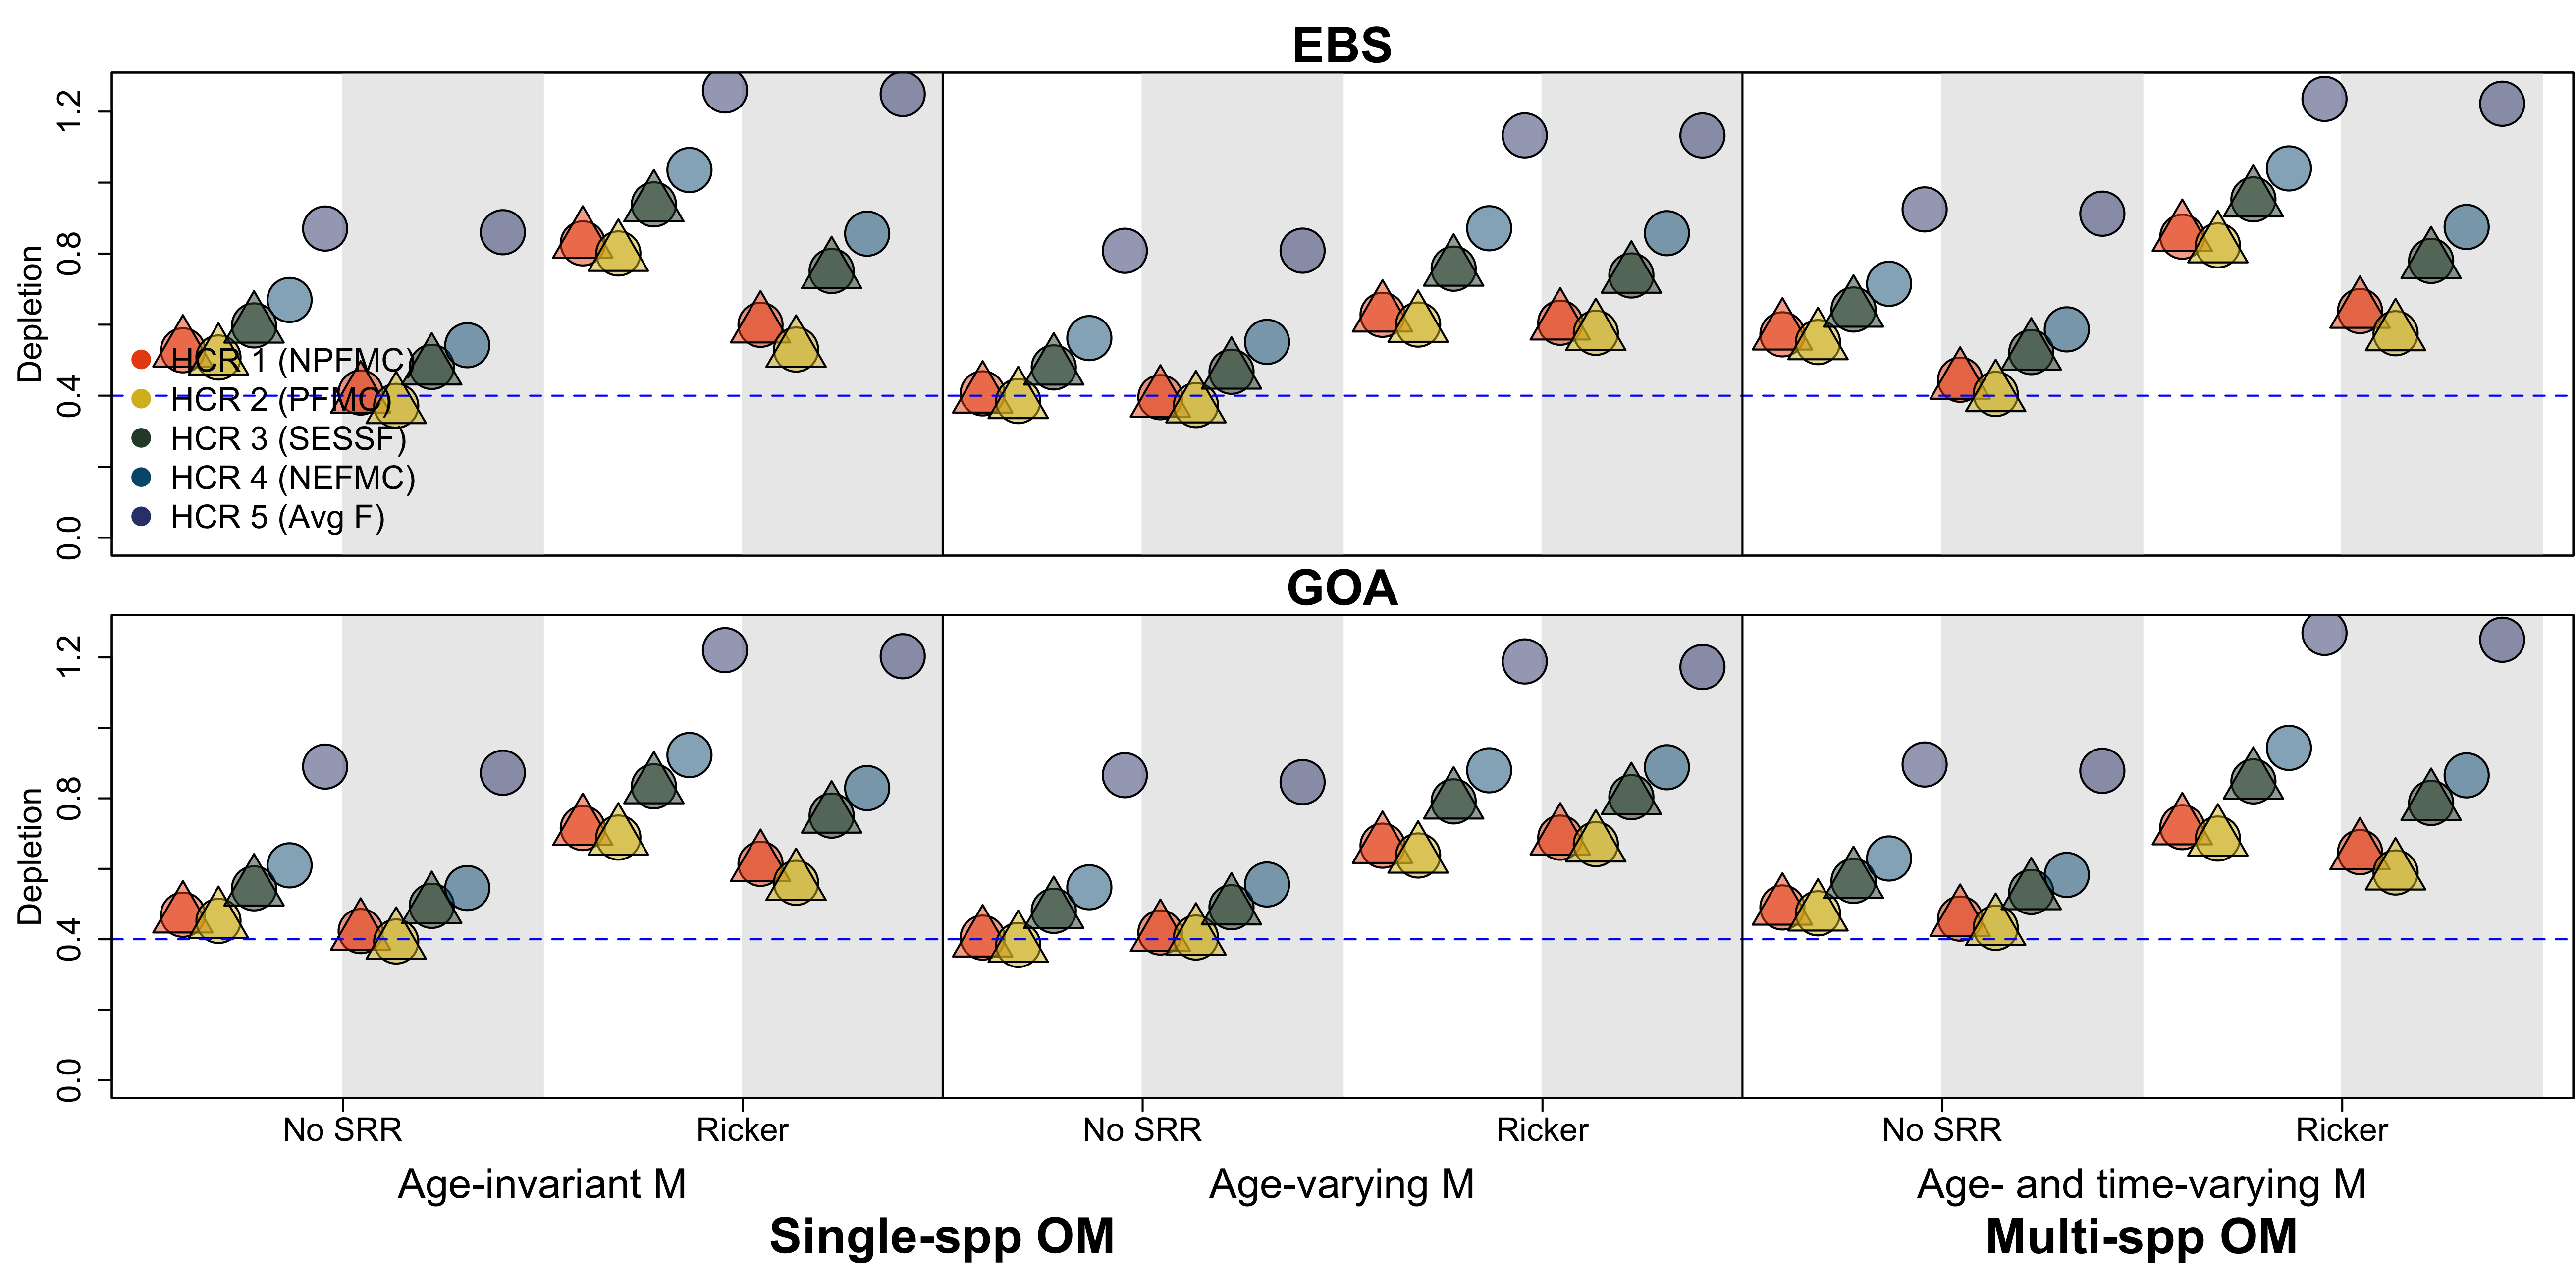 EBS
Depletion
1.2
0.8
0.4
0.0
HCR 1 (NPFMC)
HCR 2 (PFMC)
HCR 3 (SESSF)
HCR 4 (NEFMC)
HCR 5 (Avg F)
GOA
Depletion
1.2
0.8
0.4
0.0
No SRR Ricker No SRR Ricker No SRR Ricker
Age-invariant M Age-varying M Age- and time-varying M
Single-spp OM Multi-spp OM